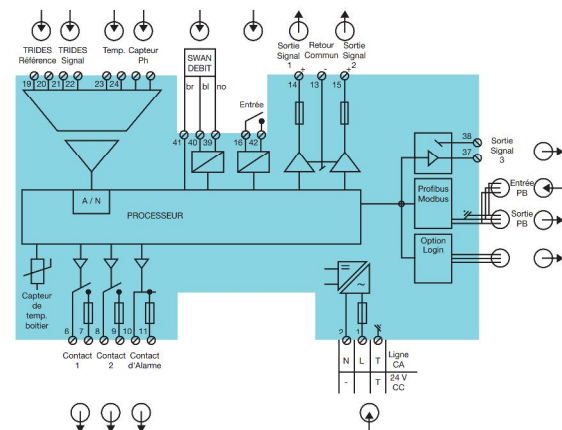 TRIDES TRIDES Temp. Capteur
Référence Signal Ph
19 20 21 22 23 24
SWAN
DEBIT
br bl no
41 40 39
Entrée
16 42
Sortie Retour Sortie
Signal Commun Signal
1 + - + 2
14 13 15
38
37
Sortie
Signal
3
Entrée
PB
Sortie
PB
Profibus
Modbus
Option
Login
A / N
PROCESSEUR
Capteur
de
temp.
boitier
6 7 8 9 10 11
Contact Contact Contact
1 2 d'Alarme
= ~
2 1
N L T Ligne
CA
- T 24 V
CC